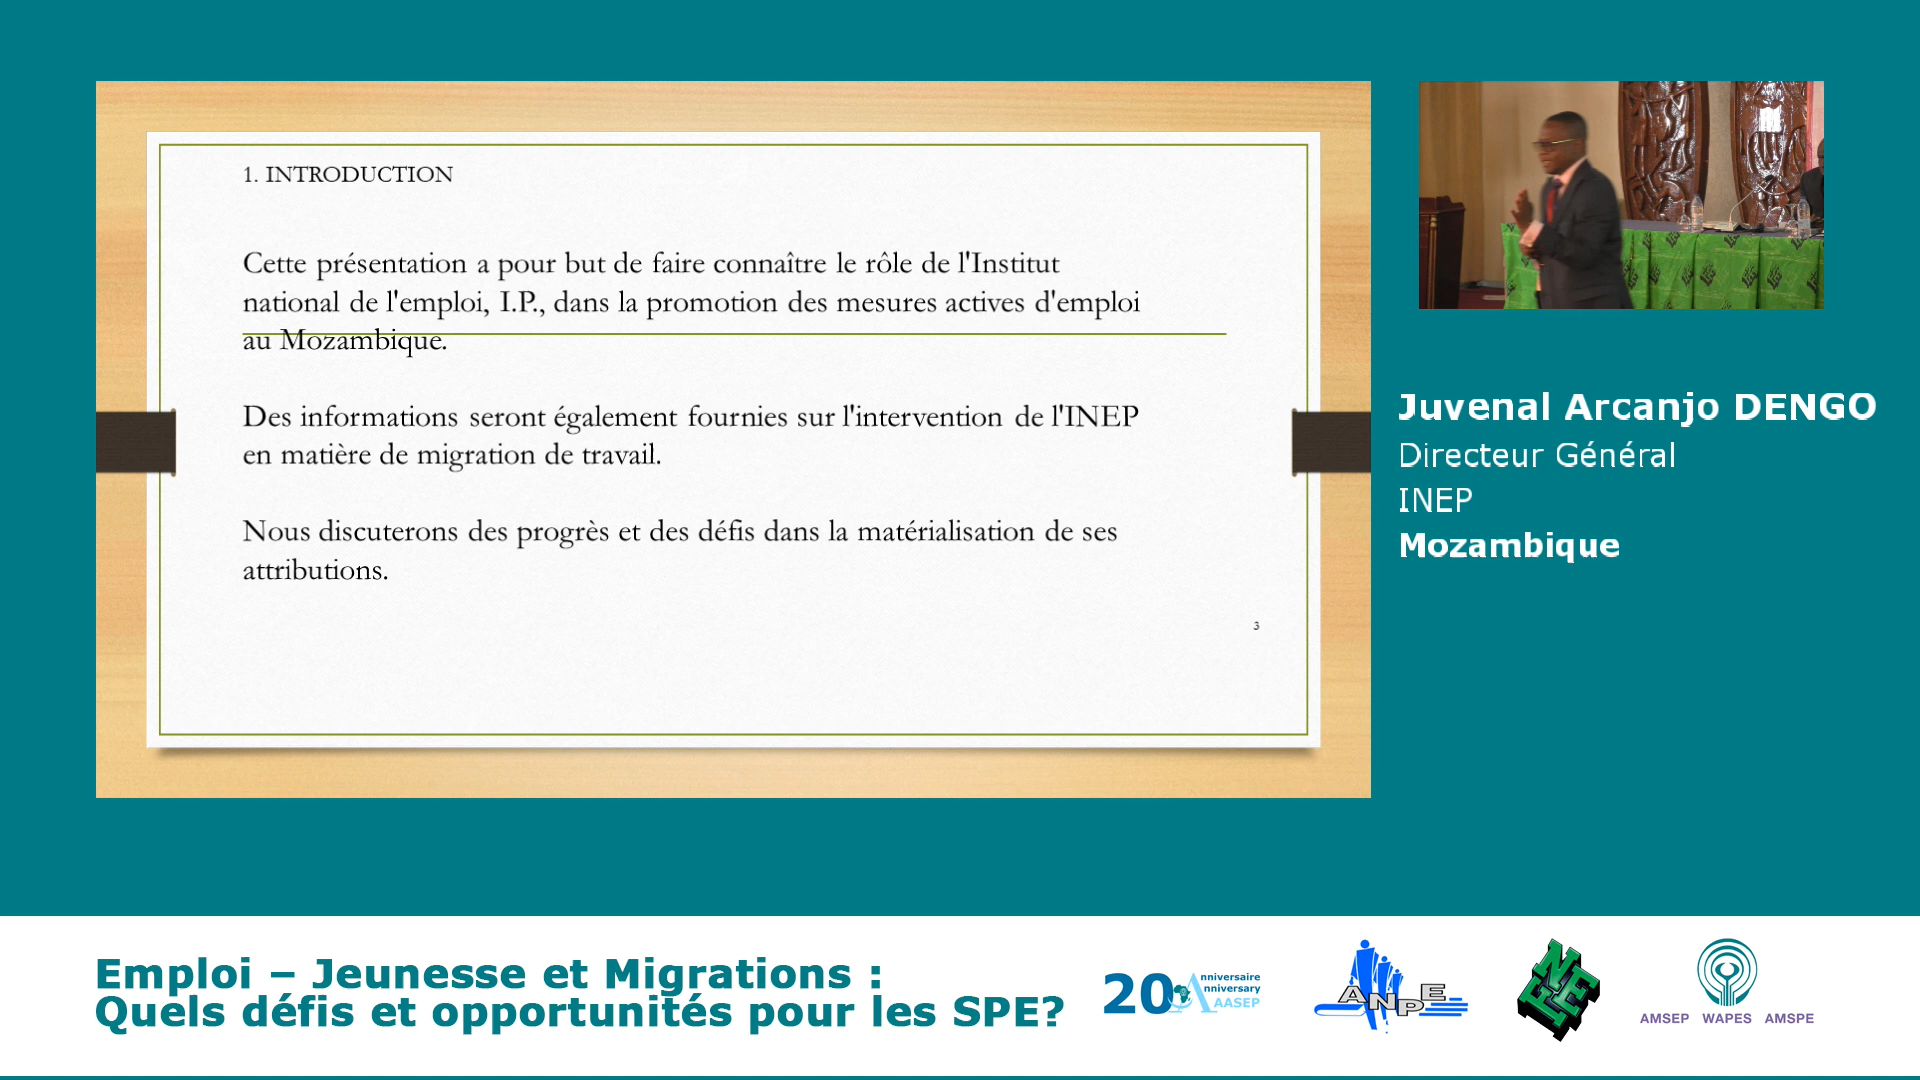 1. INTRODUCTION
Cette présentation a pour but de faire connaître le rôle de l'Institut
national de l'emploi, I.P., dans la promotion des mesures actives d'emploi
au Mozambique.
Des informations seront également fournies sur l'intervention de l'INEP
en matière de migration de travail.
Nous discuterons des progrès et des défis dans la matérialisation de ses
attributions.
3
Juvenal Arcanjo DENGO
Directeur Général
INEP
Mozambique
Emploi – Jeunesse et Migrations :
Quels défis et opportunités pour les SPE?
20 Anniversaire
Anniversary
AASEP
ANPE
FNE
AMSEP WAPES AMSPE